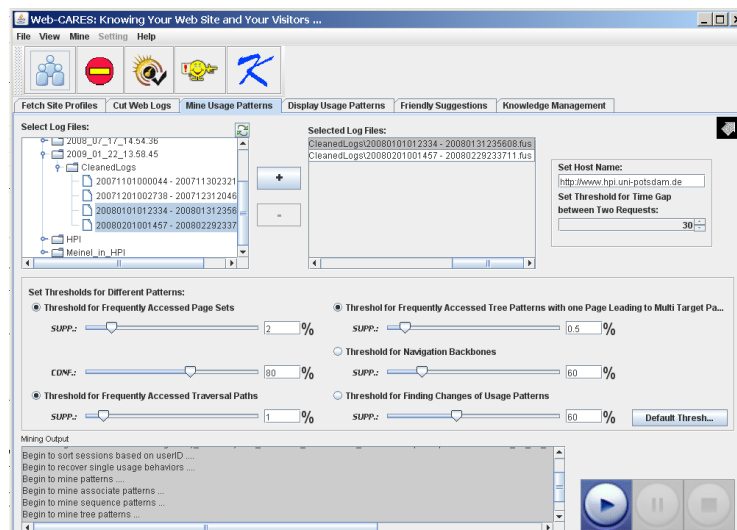 Web-CARES: Knowing Your Web Site and Your Visitors ...
File View Mine Setting Help
Fetch Site Profiles Cut Web Logs Mine Usage Patterns Display Usage Patterns Friendly Suggestions Knowledge Management
Select Log Files:
2008_07_17_14.54.36
2009_01_22_13.58.45
CleanedLogs
20071101000044 - 200711302321
20071201002738 - 200712312046
20080101012334 - 200801312356
20080201001457 - 200802292337
HPI
Meinel_in_HPI
+
-
Selected Log Files:
CleanedLogs\20080101012334 - 20080131235608.fus
CleanedLogs\20080201001457 - 20080229233711.fus
Set Host Name:
http://www.hpi.uni-potsdam.de
Set Threshold for Time Gap
between Two Requests:
30
Set Thresholds for Different Patterns:
Threshold for Frequently Accessed Page Sets
SUPP.: 2 %
CONF.: 80 %
Threshold for Frequently Accessed Traversal Paths
SUPP.: 1 %
Threshol for Frequently Accessed Tree Patterns with one Page Leading to Multi Target Pa...
SUPP.: 0.5 %
Threshold for Navigation Backbones
SUPP.: 60 %
Threshold for Finding Changes of Usage Patterns
SUPP.: 60 %
Default Thresh...
Mining Output
Begin to sort sessions based on userID ....
Begin to recover single usage behaviors ....
Begin to mine patterns ....
Begin to mine associate patterns ...
Begin to mine sequence patterns ...
Begin to mine tree patterns ...